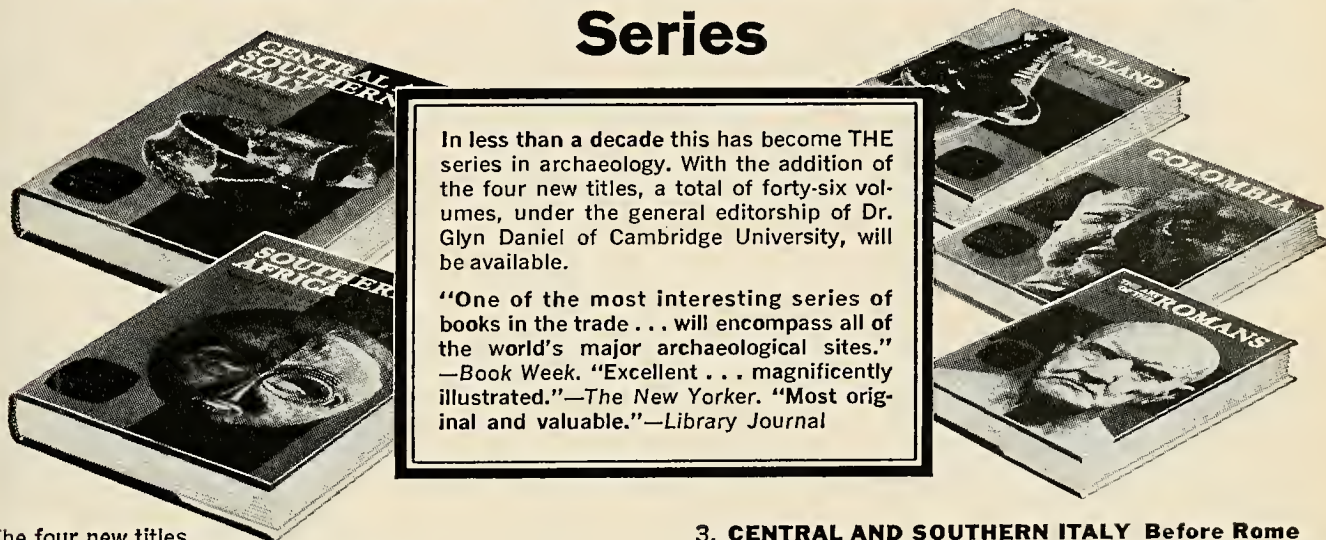 Series
CENTRAL
SOUTHERN
ITALY
SOUTHERN
AFRICA
In less than a decade this has become THE
series in archaeology. With the addition of
the four new titles, a total of forty-six vol-
umes, under the general editorship of Dr.
Glyn Daniel of Cambridge University, will
be available.
"One of the most interesting series of
books in the trade . . . will encompass all of
the world's major archaeological sites."
—Book Week. "Excellent . . . magnificently
illustrated."—The New Yorker. "Most orig-
inal and valuable."—Library Journal
POLAND
COLOMBIA
THE ART
OF THE ROMANS
The four new titles
3. CENTRAL AND SOUTHERN ITALY Before Rome